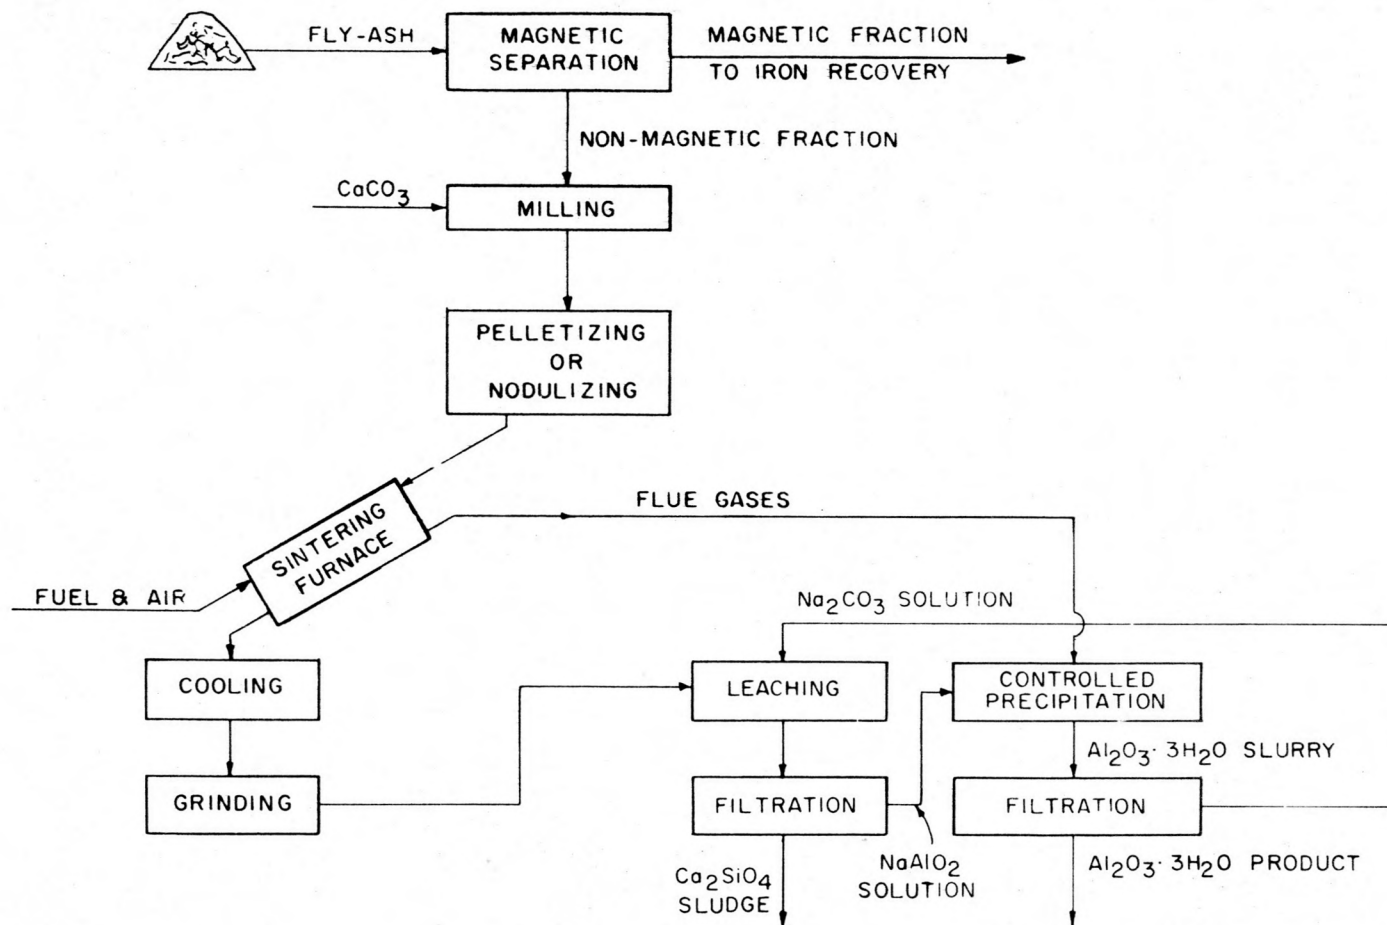 FLY-ASH
MAGNETIC
SEPARATION
MAGNETIC FRACTION
TO IRON RECOVERY
NON-MAGNETIC FRACTION
CaCO3
MILLING
PELLETIZING
OR
NODULIZING
SINTERING
FURNACE
FLUE GASES
FUEL & AIR
Na2CO3 SOLUTION
COOLING
LEACHING
CONTROLLED
PRECIPITATION
Al2O3·3H2O SLURRY
GRINDING
FILTRATION
FILTRATION
Ca2SiO4
SLUDGE
NaAlO2
SOLUTION
Al2O3·3H2O PRODUCT